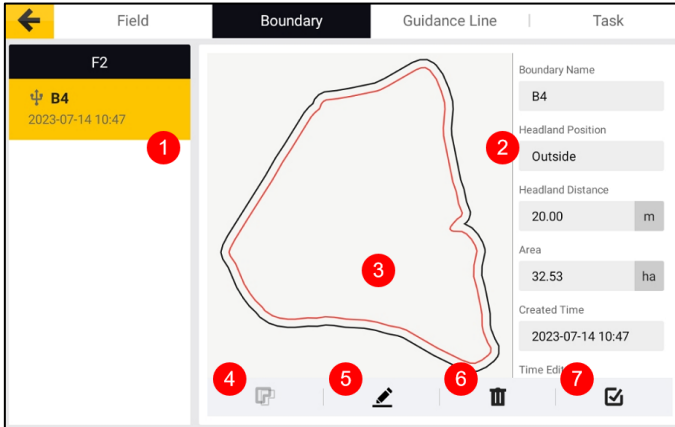 Field Boundary Guidance Line Task
F2
B4
2023-07-14 10:47
1
2
3
4
5
6
7
Boundary Name
B4
Headland Position
Outside
Headland Distance
20.00 m
Area
32.53 ha
Created Time
2023-07-14 10:47
Time